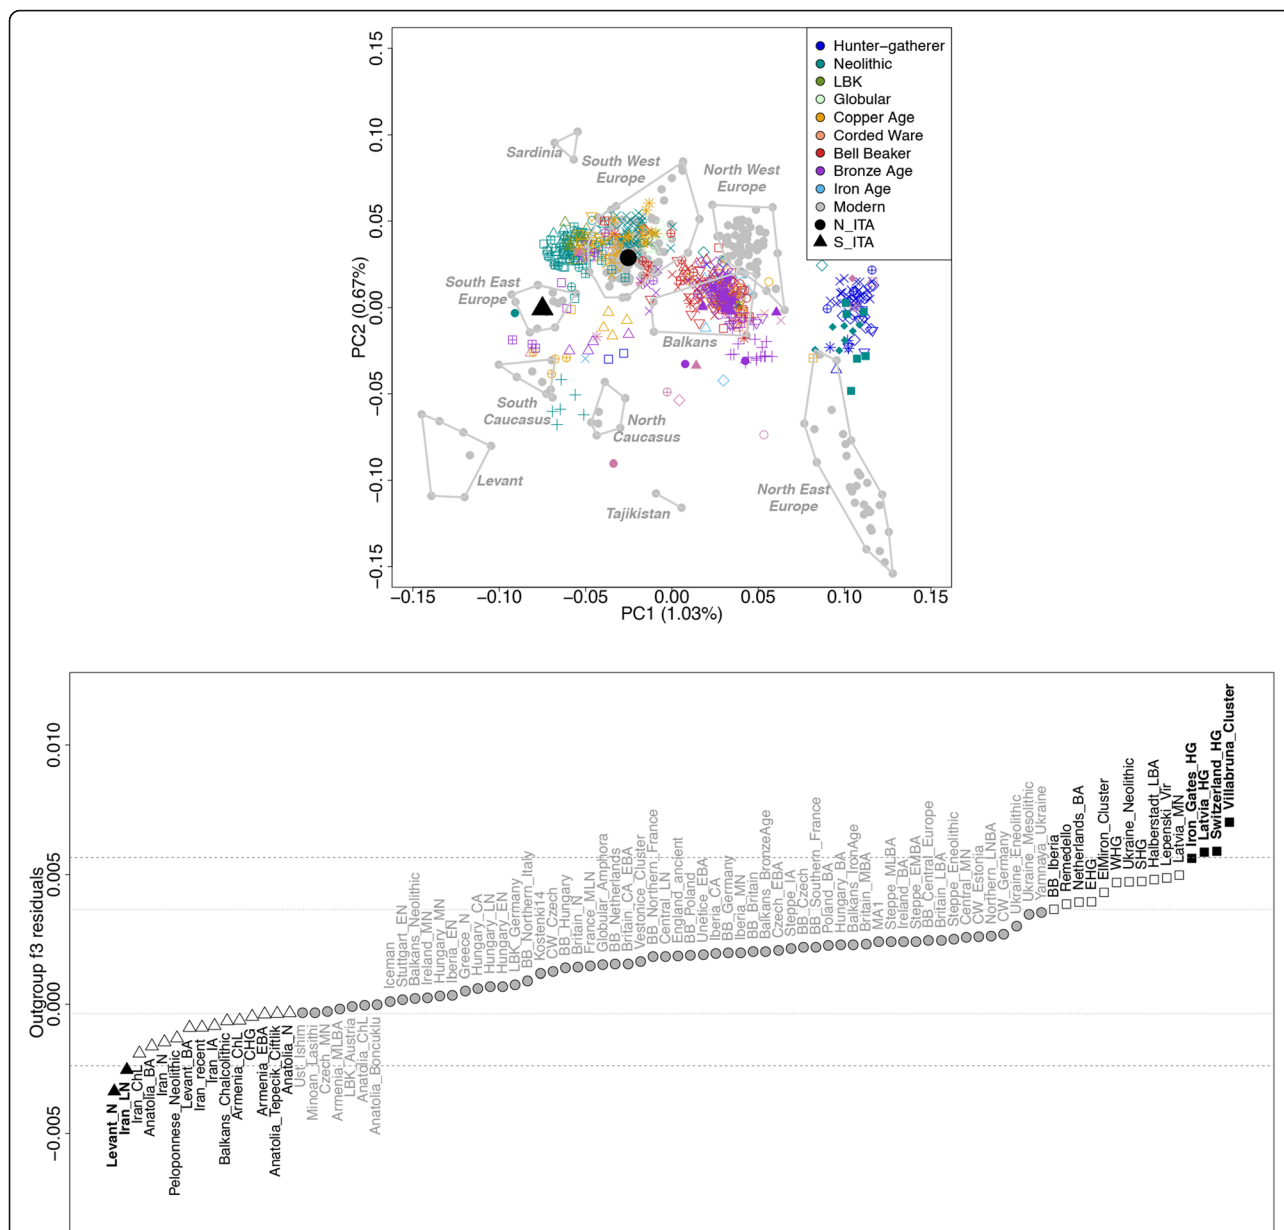 0.15
0.10
0.05
0.00
−0.05
−0.10
−0.15
PC2 (0.67%)
Hunter−gatherer
Neolithic
LBK
Globular
Copper Age
Corded Ware
Bell Beaker
Bronze Age
Iron Age
Modern
N_ITA
S_ITA
Sardinia
South West
Europe
North West
Europe
South East
Europe
Balkans
South
Caucasus
North
Caucasus
Levant
Tajikistan
North East
Europe
−0.15
−0.10
−0.05
0.00
0.05
0.10
0.15
PC1 (1.03%)
Outgroup f3 residuals
0.010
0.005
0.000
−0.005
Levant_N
Iran_LN
Iran_ChL
Anatolia_BA
Iran_N
Peloponnese_Neolithic
Levant_BA
Iran_recent
Iran_IA
Balkans_Chalcolithic
Armenia_ChL
CHG
Armenia_EBA
Anatolia_Tepecik_Ciftlik
Anatolia_N
Ust_Ishim
Minoan_Lasithi
Czech_MN
Armenia_MLBA
LBK_Austria
Anatolia_ChL
Anatolia_Boncuklu
Iceman
Stuttgart_EN
Balkans_Neolithic
Ireland_MN
Hungary_MN
Iberia_EN
Greece_N
Hungary_CA
Hungary_LN
Hungary_EN
LBK_Germany
BB_Northern_Italy
Kostenki14
CW_Czech
BB_Hungary
Britain_N
France_MLN
Globular_Amphora
BB_Netherlands
Britain_CA_EBA
Vestonice_Cluster
BB_Northern_France
Central_LN
England_ancient
BB_Poland
Unetice_EBA
Iberia_CA
BB_Germany
Iberia_MN
BB_Britain
Balkans_BronzeAge
Czech_EBA
Steppe_IA
BB_Czech
BB_Southern_France
Poland_BA
Hungary_BA
Balkans_IronAge
Britain_MBA
MA1
Steppe_MLBA
Ireland_BA
Steppe_EMBA
BB_Central_Europe
Britain_LBA
Steppe_Eneolithic
Central_MN
CW_Estonia
Northern_LNBA
CW_Germany
Ukraine_Eneolithic
Ukraine_Mesolithic
Yamnaya_Ukraine
BB_Iberia
Remedello
Netherlands_BA
EHG
ElMiron_Cluster
WHG
Ukraine_Neolithic
SHG
Halberstadt_LBA
Lepenski_Vir
Latvia_MN
Iron_Gates_HG
Latvia_HG
Switzerland_HG
Villabruna_Cluster